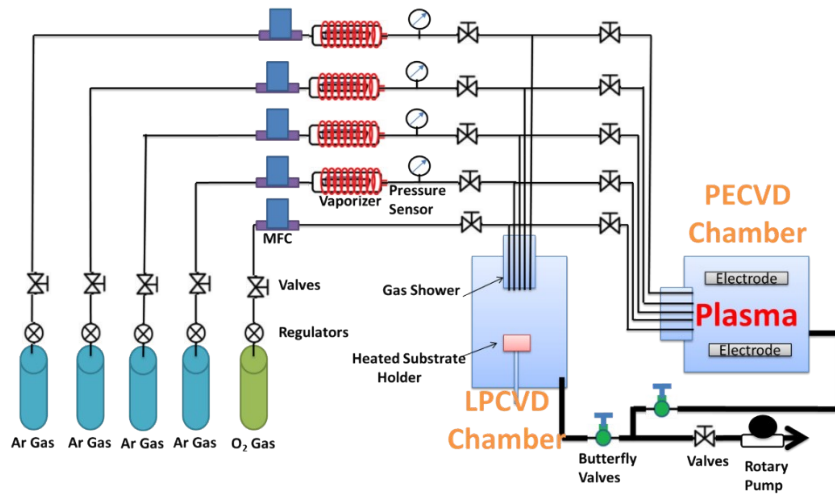 Vaporizer
Pressure
Sensor
MFC
PECVD
Chamber
Valves
Gas Shower
Electrode
Plasma
Regulators
Heated Substrate
Holder
Electrode
LPCVD
Chamber
Ar Gas
Ar Gas
Ar Gas
Ar Gas
O₂ Gas
Butterfly
Valves
Valves
Rotary
Pump